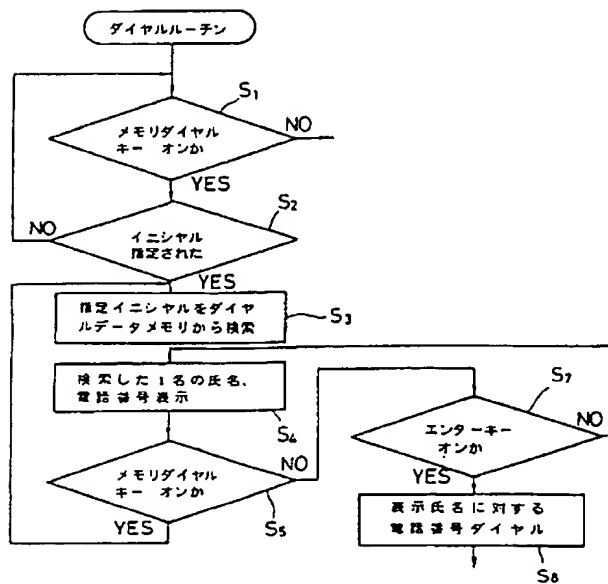 ダイヤルルーチン
S1
メモリダイヤル
キー オンか
NO
YES
S2
イニシャル
指定された
NO
YES
指定イニシャルをダイヤ
ルデータメモリから検索
S3
検索した1名の氏名、
電話番号表示
S4
メモリダイヤル
キー オンか
NO
YES
S5
S7
エンターキー
オンか
NO
YES
表示氏名に対する
電話番号ダイヤル
S8